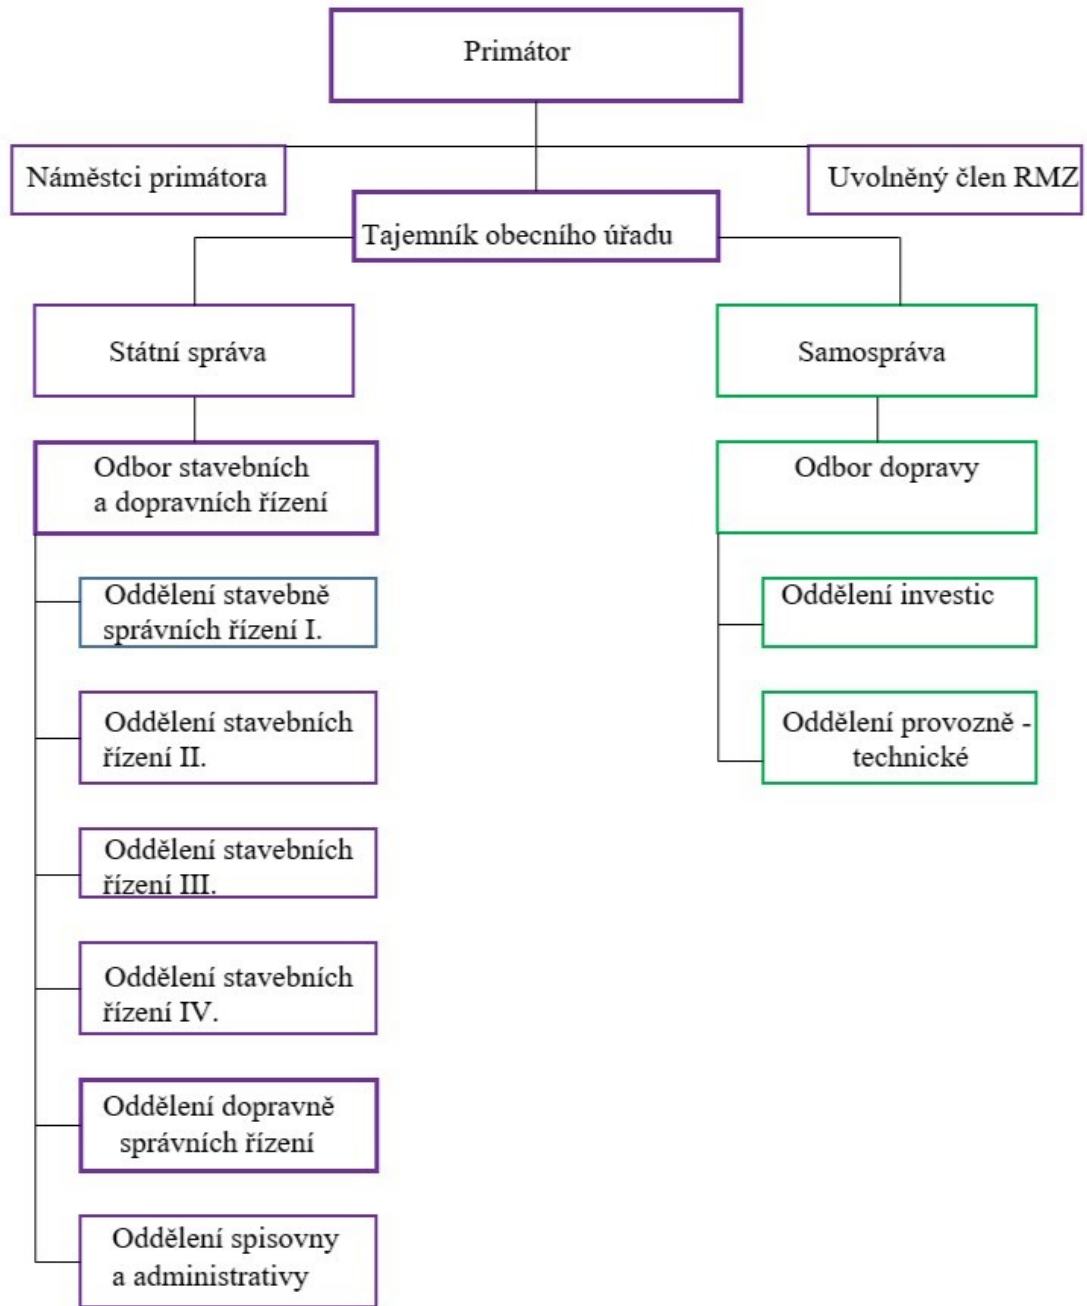 Primátor
Náměstci primátora
Uvolněný člen RMZ
Tajemník obecního úřadu
Státní správa
Samospráva
Odbor stavebních
a dopravních řízení
Odbor dopravy
Oddělení stavebně
správních řízení I.
Oddělení investic
Oddělení stavebních
řízení II.
Oddělení provozně -
technické
Oddělení stavebních
řízení III.
Oddělení stavebních
řízení IV.
Oddělení dopravně
správních řízení
Oddělení spisovny
a administrativy